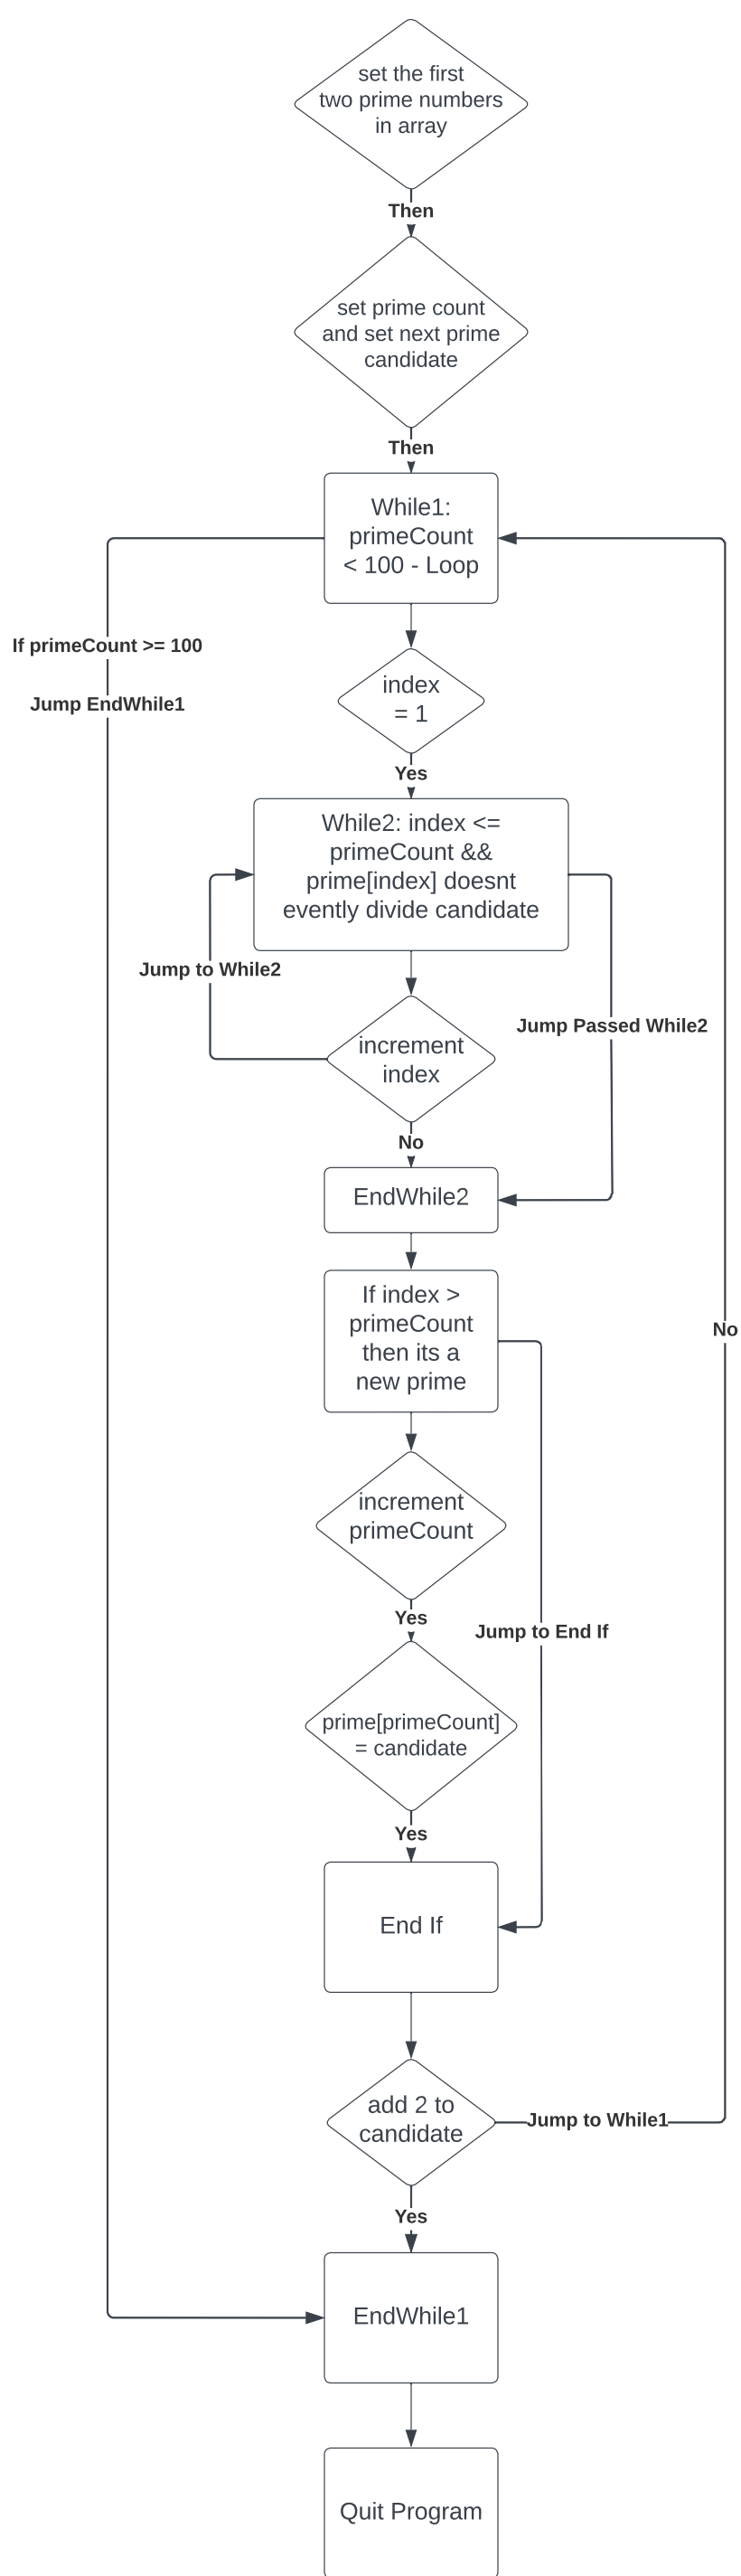 set the first
two prime numbers
in array
Then
set prime count
and set next prime
candidate
Then
While1:
primeCount
< 100 - Loop
If primeCount >= 100
Jump EndWhile1
index
= 1
Yes
While2: index <=
primeCount &&
prime[index] doesnt
evently divide candidate
Jump to While2
Jump Passed While2
increment
index
No
EndWhile2
If index >
primeCount
then its a
new prime
No
increment
primeCount
Yes
Jump to End If
prime[primeCount]
= candidate
Yes
End If
add 2 to
candidate
Jump to While1
Yes
EndWhile1
Quit Program